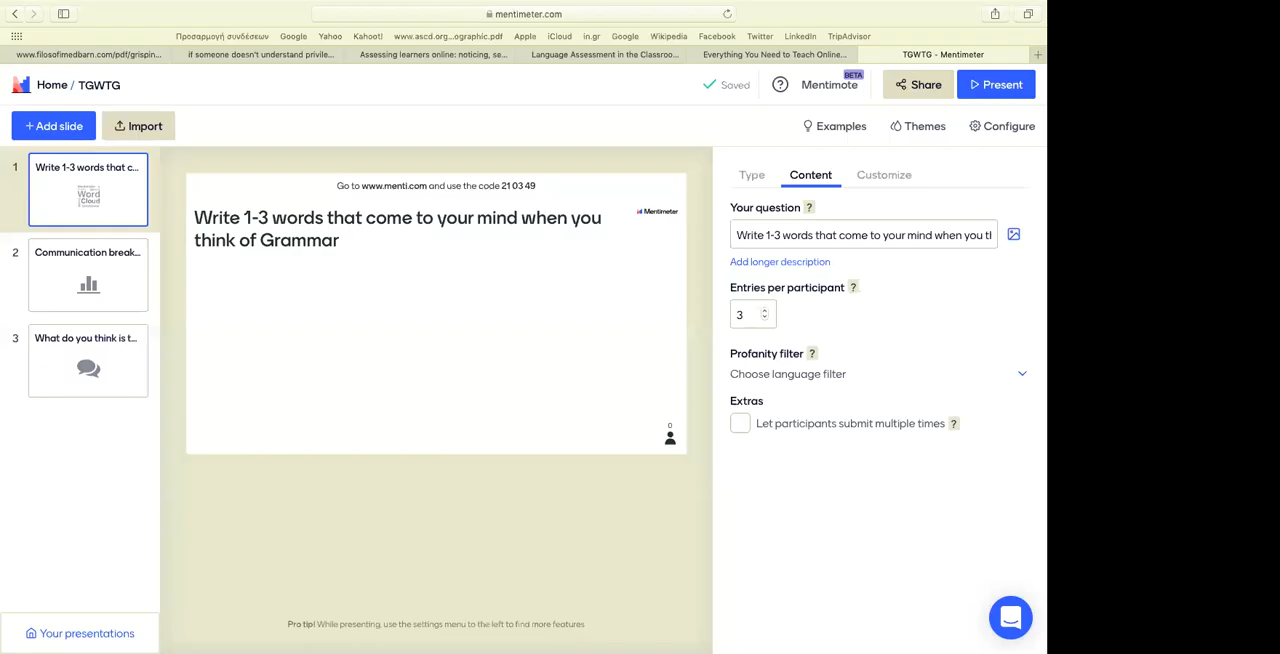 mentimeter.com
Προσαρμογή συνδέσεων Google Yahoo Kahoot! www.ascd.org...ographic.pdf Apple iCloud in.gr Google Wikipedia Facebook Twitter LinkedIn TripAdvisor
www.filosofimedbarn.com/pdf/grispin... if someone doesn't understand privile... Assessing learners online: noticing, se... Language Assessment in the Classroo... Everything You Need to Teach Online... TGWTG - Mentimeter +
Home / TGWTG Saved ? Mentimote BETA Share Present
+ Add slide Import Examples Themes Configure
1 Write 1-3 words that c...
Word
Cloud
2 Communication break...
3 What do you think is t...
Your presentations
Go to www.menti.com and use the code 21 03 49
Mentimeter
Write 1-3 words that come to your mind when you
think of Grammar
0
Pro tip! While presenting, use the settings menu to the left to find more features
Type Content Customize
Your question ?
Write 1-3 words that come to your mind when you tl
Add longer description
Entries per participant ?
3
Profanity filter ?
Choose language filter
Extras
Let participants submit multiple times ?